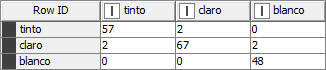 Row ID I tinto I claro I blanco
tinto 57 2 0
claro 2 67 2
blanco 0 0 48